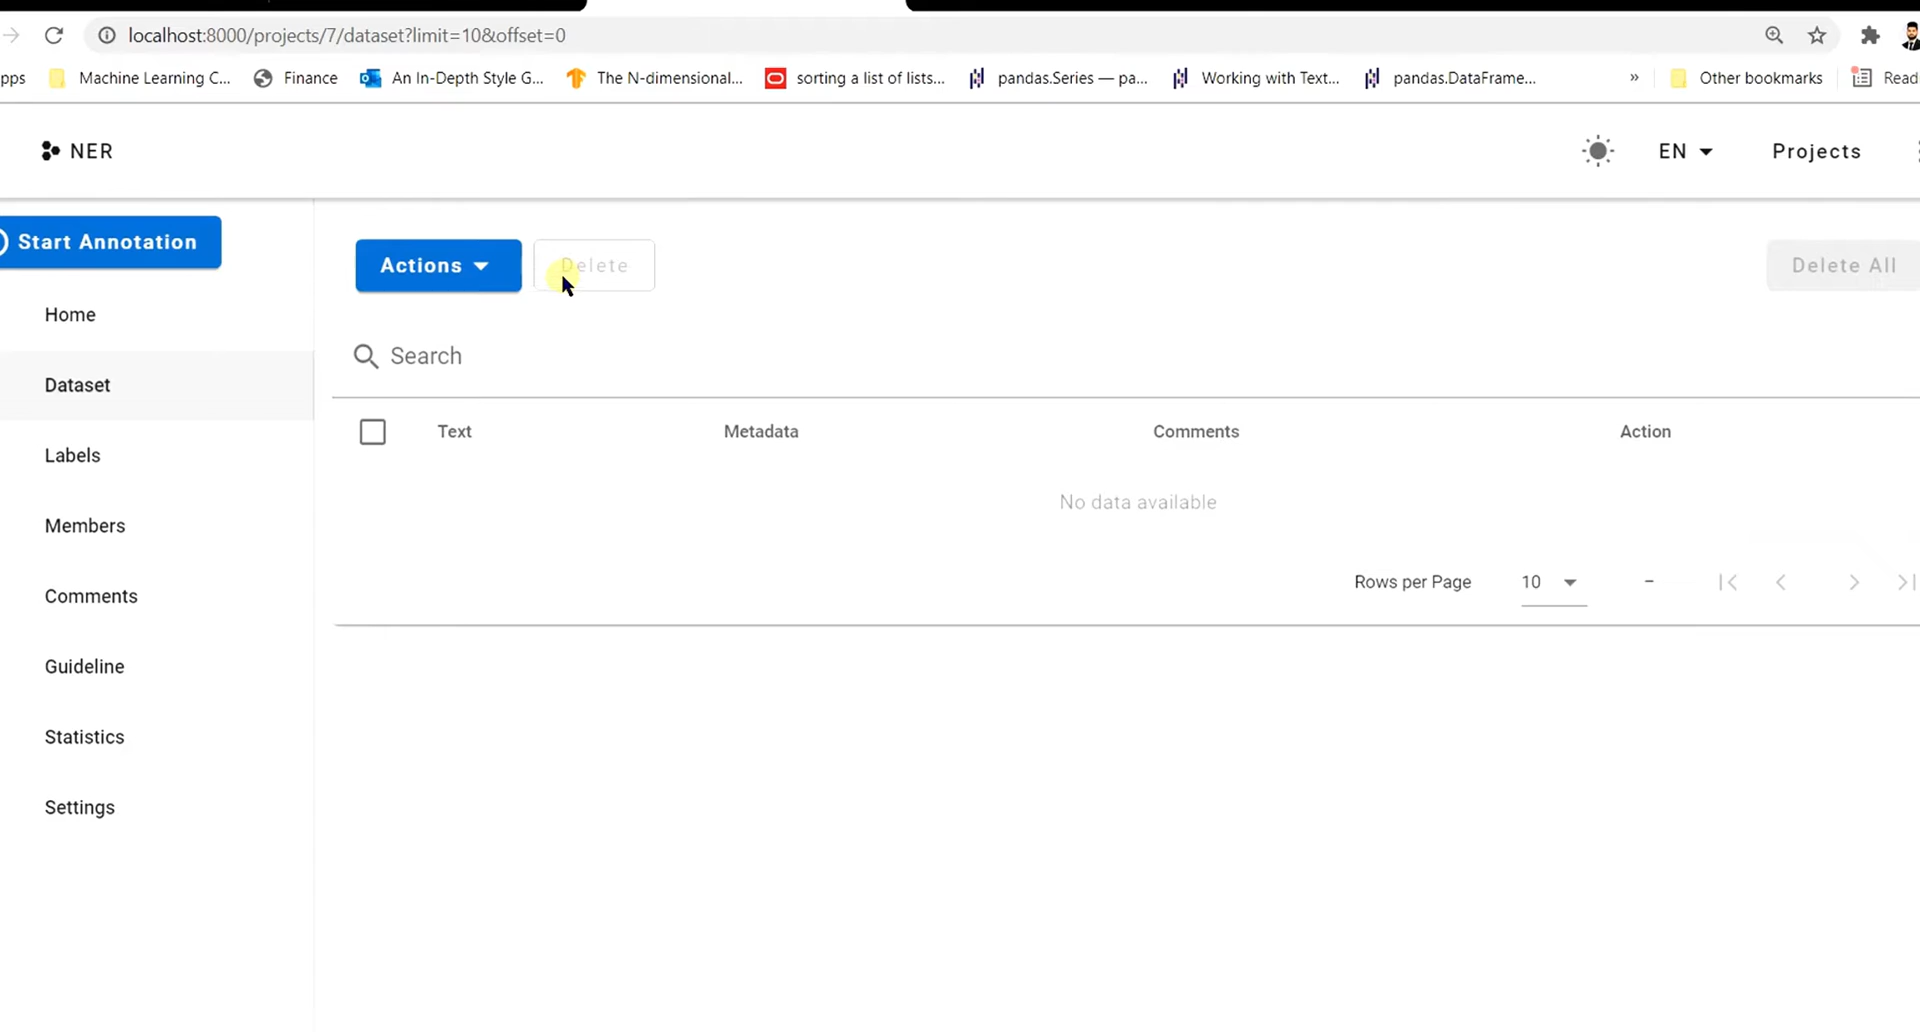 localhost:8000/projects/7/dataset?limit=10&offset=0
pps Machine Learning C... Finance An In-Depth Style G... The N-dimensional... sorting a list of lists... pandas.Series — pa... Working with Text... pandas.DataFrame... » Other bookmarks Read
NER EN Projects
Start Annotation
Actions Delete Delete All
Home
Search
Dataset
Text Metadata Comments Action
Labels
No data available
Members
Rows per Page 10 –
Comments
Guideline
Statistics
Settings